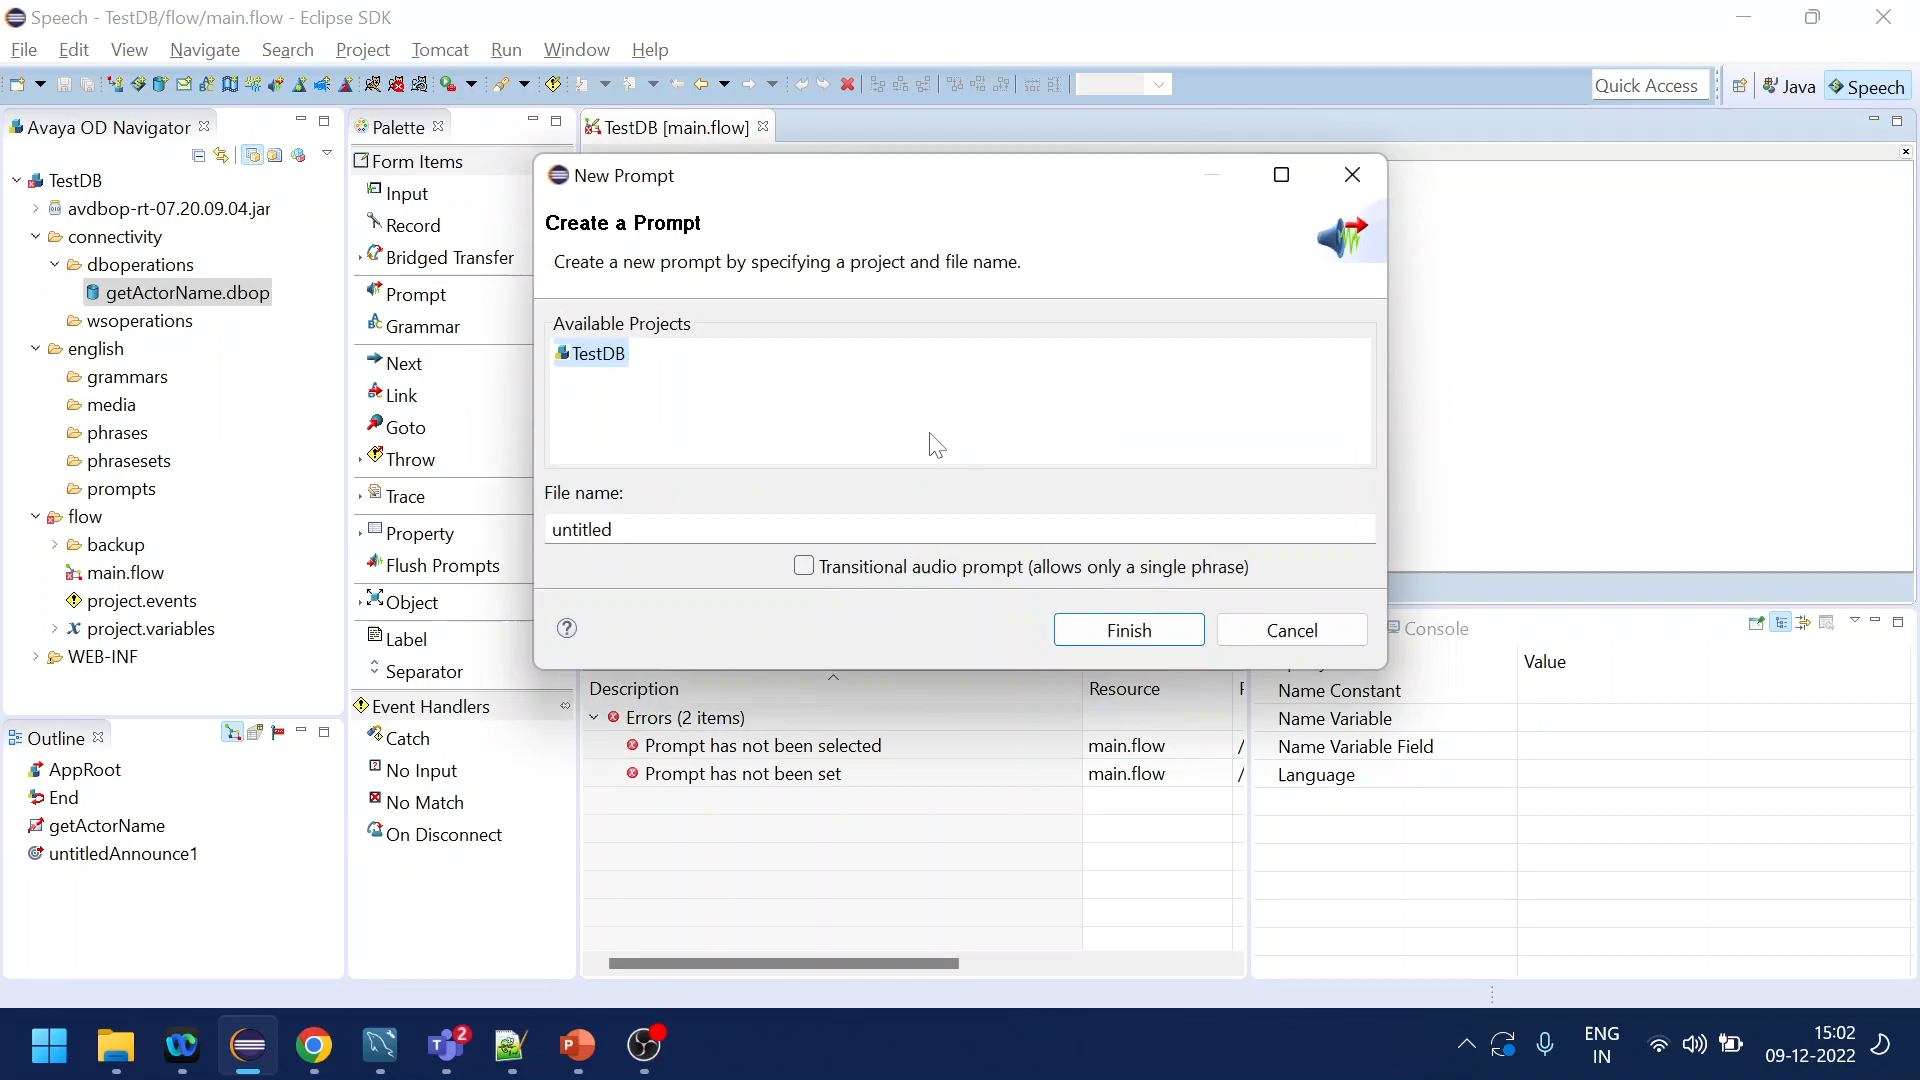 Speech - TestDB/flow/main.flow - Eclipse SDK
File Edit View Navigate Search Project Tomcat Run Window Help
Quick Access Java Speech
Avaya OD Navigator
TestDB
avdbop-rt-07.20.09.04.jar
connectivity
dboperations
getActorName.dbop
wsoperations
english
grammars
media
phrases
phrasesets
prompts
flow
backup
main.flow
project.events
project.variables
WEB-INF
Outline
AppRoot
End
getActorName
untitledAnnounce1
Palette
Form Items
Input
Record
Bridged Transfer
Prompt
Grammar
Next
Link
Goto
Throw
Trace
Property
Flush Prompts
Object
Label
Separator
Event Handlers
Catch
No Input
No Match
On Disconnect
TestDB [main.flow]
New Prompt
Create a Prompt
Create a new prompt by specifying a project and file name.
Available Projects
TestDB
File name:
untitled
Transitional audio prompt (allows only a single phrase)
Finish Cancel
Description Resource
Errors (2 items)
Prompt has not been selected main.flow /
Prompt has not been set main.flow /
Console
Value
Name Constant
Name Variable
Name Variable Field
Language
2
ENG
IN
15:02
09-12-2022